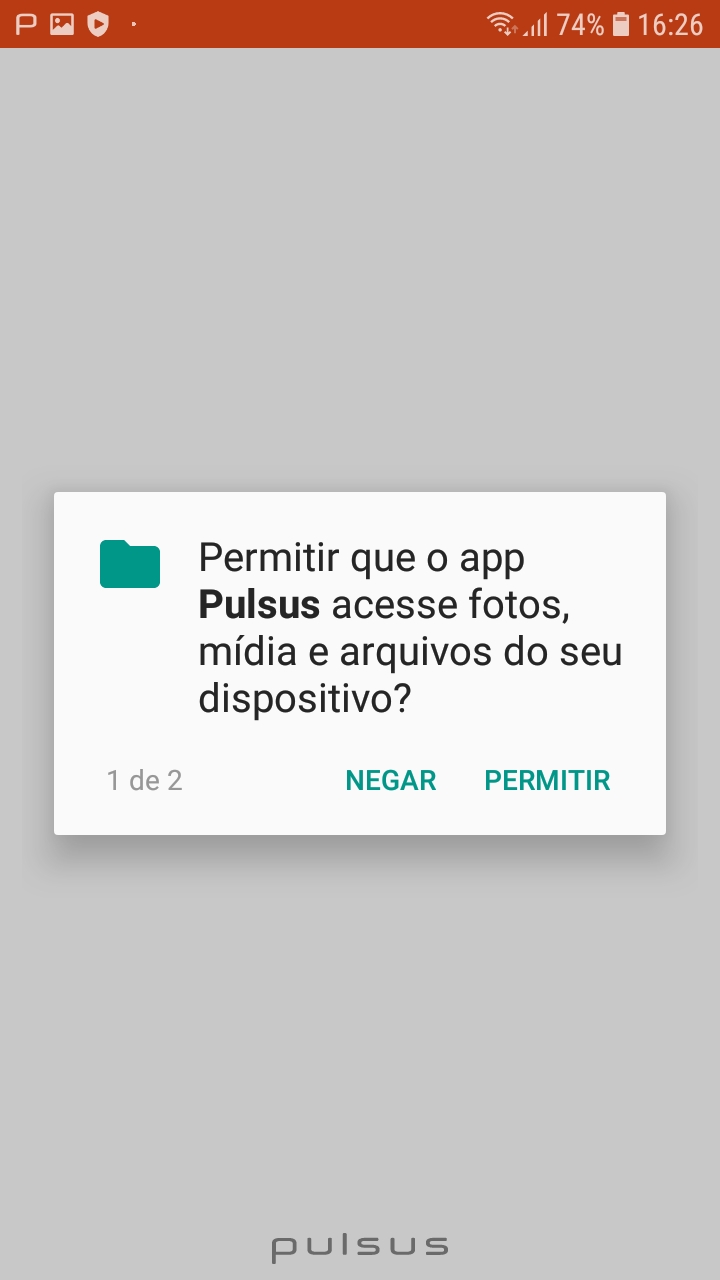 74% 16:26
Permitir que o app
Pulsus acesse fotos,
mídia e arquivos do seu
dispositivo?
1 de 2 NEGAR PERMITIR
pulsus